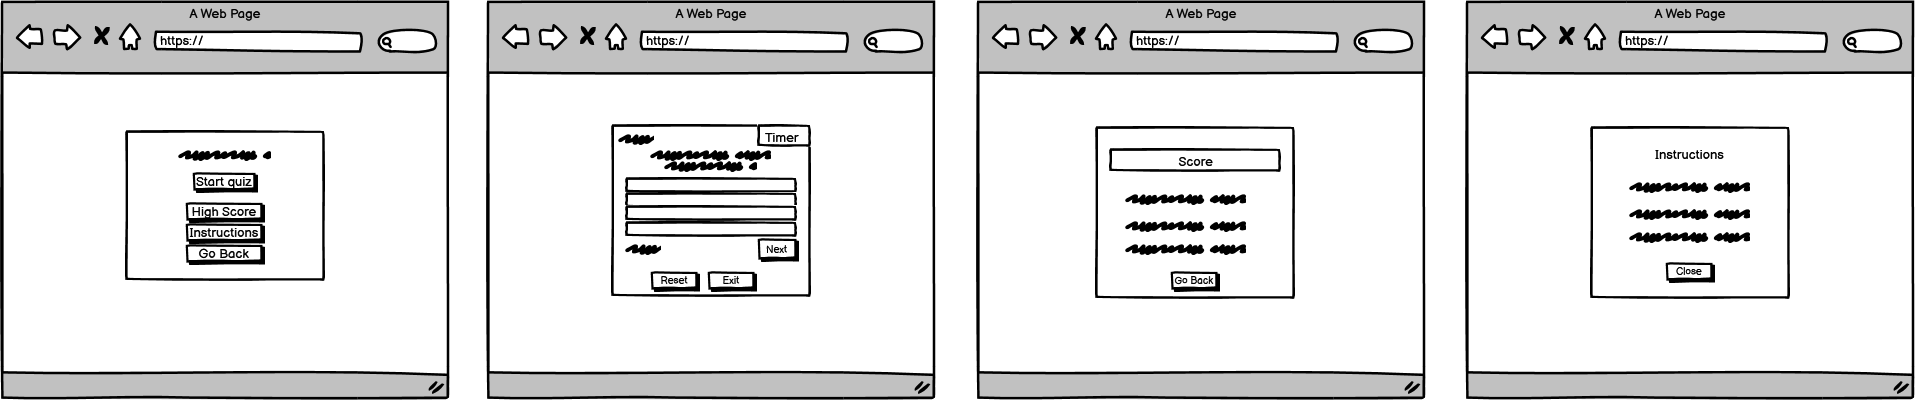 A Web Page
https://
Start quiz
High Score
Instructions
Go Back
A Web Page
https://
Timer
Next
Reset
Exit
A Web Page
https://
Score
Go Back
A Web Page
https://
Instructions
Close